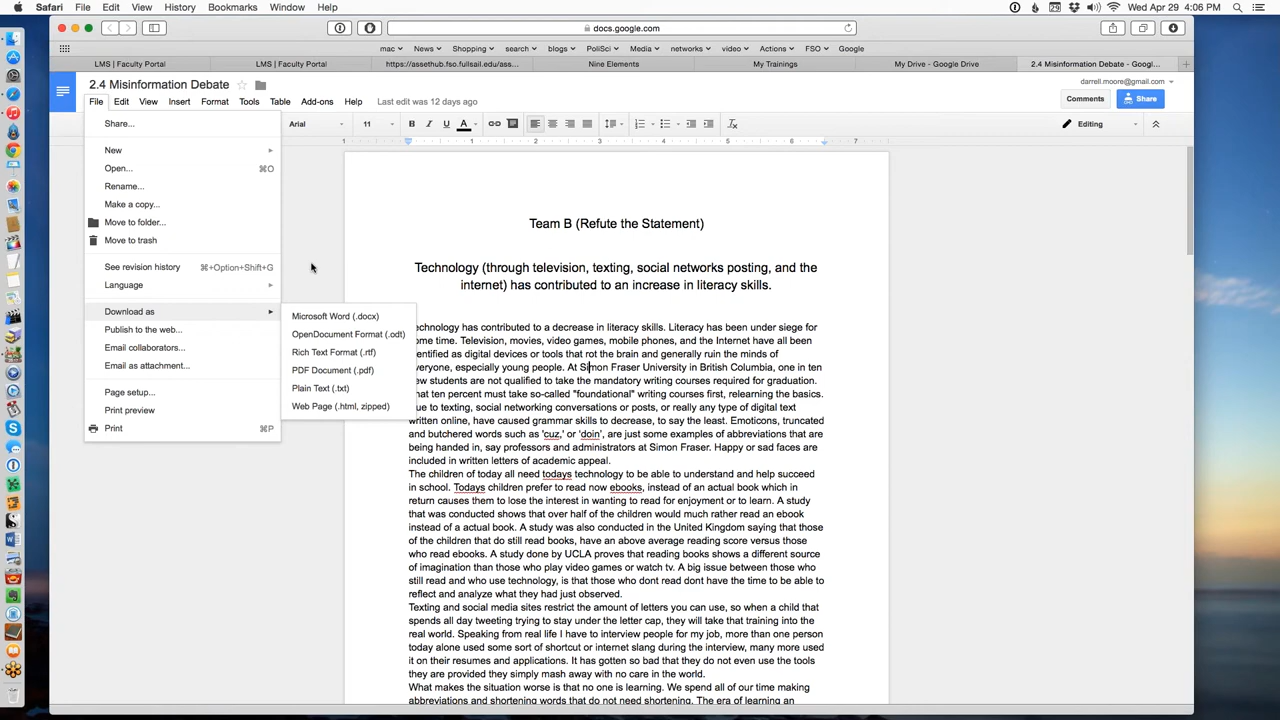 Safari File Edit View History Bookmarks Window Help
Wed Apr 29 4:06 PM
docs.google.com
mac News Shopping search blogs PoliSci Media networks video Actions FSO Google
LMS | Faculty Portal
LMS | Faculty Portal
https://assethub.fso.fullsail.edu/ass...
Nine Elements
My Trainings
My Drive - Google Drive
2.4 Misinformation Debate - Googl...
2.4 Misinformation Debate
darrell.moore@gmail.com
File Edit View Insert Format Tools Table Add-ons Help Last edit was 12 days ago
Comments
Share
Arial 11 B I U A
Editing
1 1 2 3 4 5 6 7
Share...
New
Open... ⌘O
Rename...
Make a copy...
Move to folder...
Move to trash
See revision history ⌘+Option+Shift+G
Language
Download as
Publish to the web...
Email collaborators...
Email as attachment...
Page setup...
Print preview
Print ⌘P
Microsoft Word (.docx)
OpenDocument Format (.odt)
Rich Text Format (.rtf)
PDF Document (.pdf)
Plain Text (.txt)
Web Page (.html, zipped)
Team B (Refute the Statement)
Technology (through television, texting, social networks posting, and the
internet) has contributed to an increase in literacy skills.
echnology has contributed to a decrease in literacy skills. Literacy has been under siege for
ome time. Television, movies, video games, mobile phones, and the Internet have all been
entified as digital devices or tools that rot the brain and generally ruin the minds of
veryone, especially young people. At Simon Fraser University in British Columbia, one in ten
ew students are not qualified to take the mandatory writing courses required for graduation.
hat ten percent must take so-called "foundational" writing courses first, relearning the basics.
ue to texting, social networking conversations or posts, or really any type of digital text
written online, have caused grammar skills to decrease, to say the least. Emoticons, truncated
and butchered words such as 'cuz,' or 'doin', are just some examples of abbreviations that are
being handed in, say professors and administrators at Simon Fraser. Happy or sad faces are
included in written letters of academic appeal.
The children of today all need todays technology to be able to understand and help succeed
in school. Todays children prefer to read now ebooks, instead of an actual book which in
return causes them to lose the interest in wanting to read for enjoyment or to learn. A study
that was conducted shows that over half of the children would much rather read an ebook
instead of a actual book. A study was also conducted in the United Kingdom saying that those
of the children that do still read books, have an above average reading score versus those
who read ebooks. A study done by UCLA proves that reading books shows a different source
of imagination than those who play video games or watch tv. A big issue between those who
still read and who use technology, is that those who dont read dont have the time to be able to
reflect and analyze what they had just observed.
Texting and social media sites restrict the amount of letters you can use, so when a child that
spends all day tweeting trying to stay under the letter cap, they will take that training into the
real world. Speaking from real life I have to interview people for my job, more than one person
today alone used some sort of shortcut or internet slang during the interview, many more used
it on their resumes and applications. It has gotten so bad that they do not even use the tools
they are provided they simply mash away with no care in the world.
What makes the situation worse is that no one is learning. We spend all of our time making
abbreviations and shortening words that do not need shortening. The era of learning an